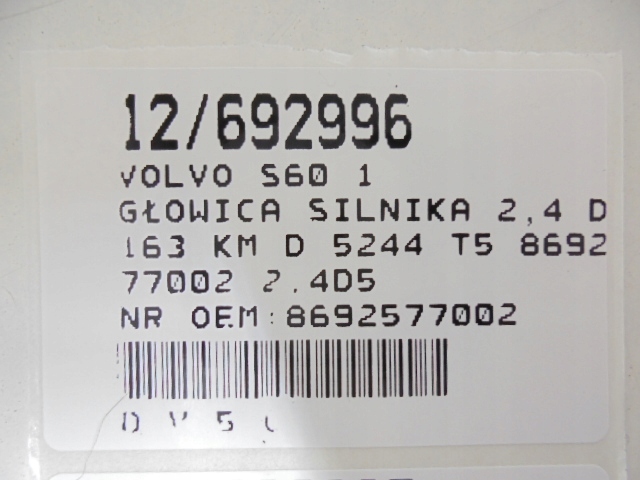 12/692996
VOLVO S60 1
GŁOWICA SILNIKA 2,4 D
163 KM D 5244 T5 8692
77002 2.4D5
NR OEM:8692577002